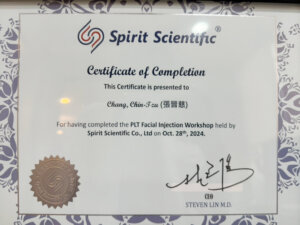 Spirit Scientific®
Certificate of Completion
This Certificate is presented to
Chang, Chin-Tzu (張晉慈)
For having completed the PLT Facial Injection Workshop held by
Spirit Scientific Co., Ltd on Oct. 28th, 2024.
CEO
STEVEN LIN M.D.